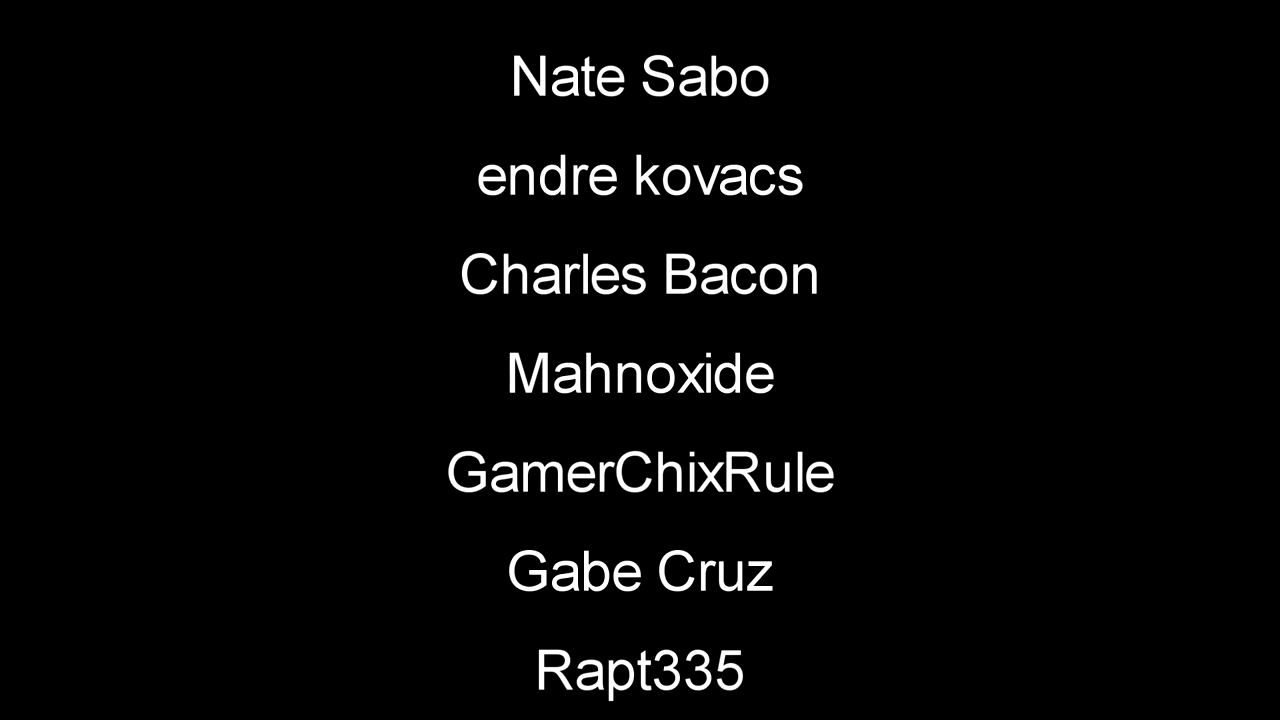 Nate Sabo
endre kovacs
Charles Bacon
Mahnoxide
GamerChixRule
Gabe Cruz
Rapt335